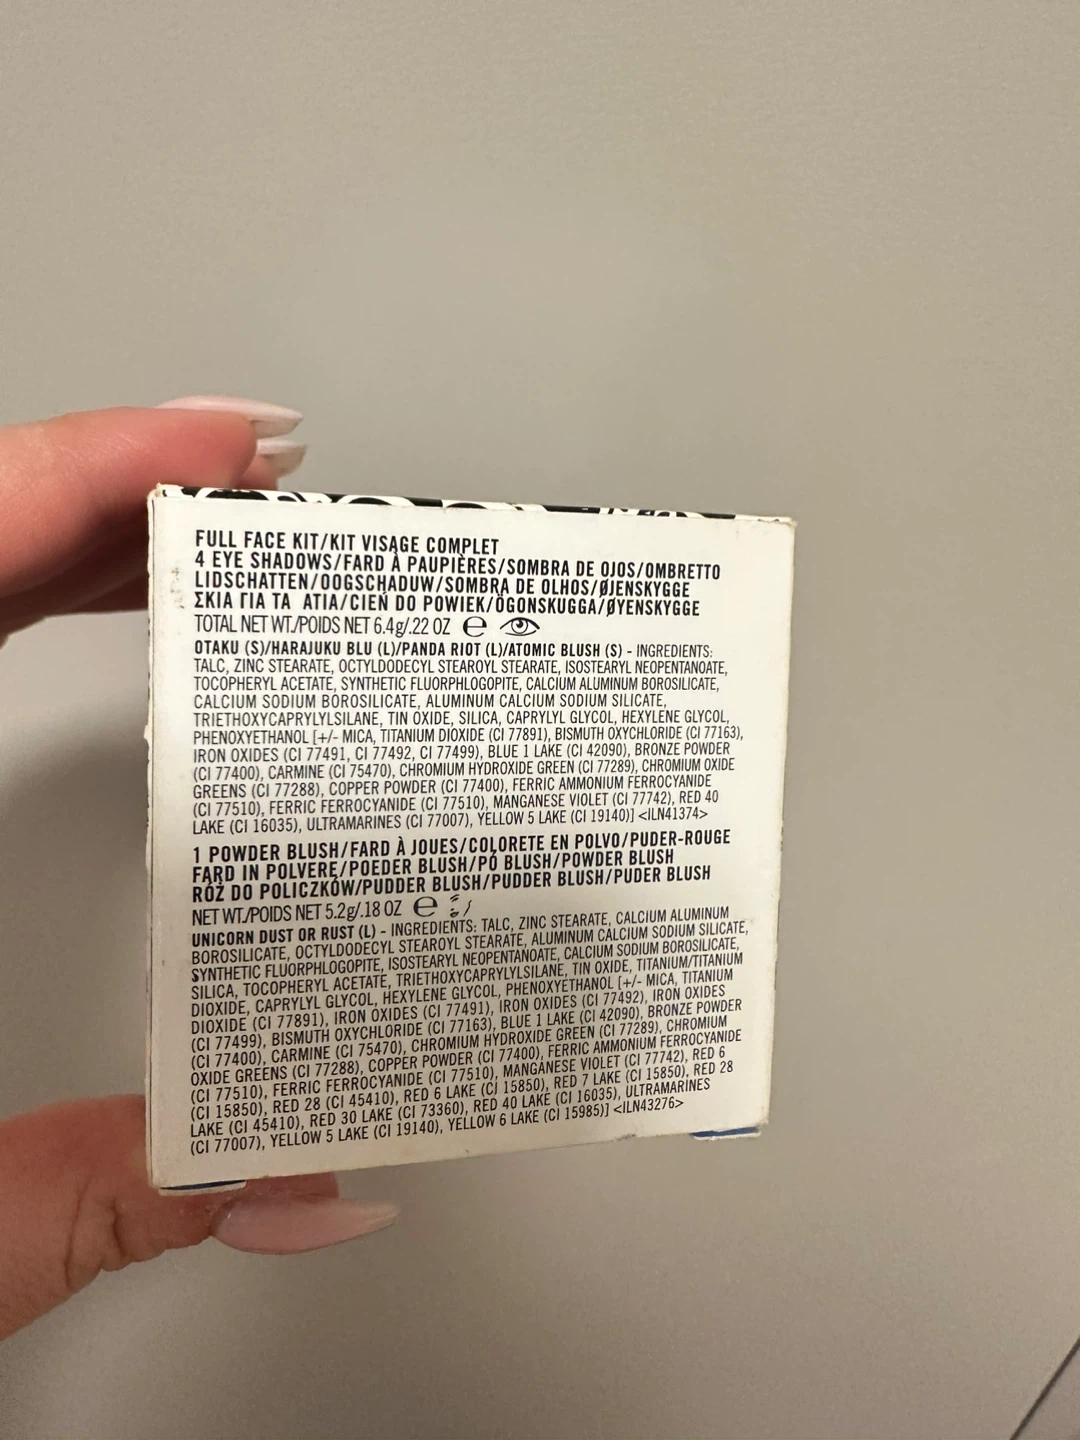 FULL FACE KIT/KIT VISAGE COMPLET
4 EYE SHADOWS/FARD À PAUPIÈRES/SOMBRA DE OJOS/OMBRETTO
LIDSCHATTEN/OOGSCHADUW/SOMBRA DE OLHOS/ØJENSKYGGE
ΣΚΙΑ ΓΙΑ ΤΑ ΑΤΙΑ/CIEŃ DO POWIEK/ÖGONSKUGGA/ØYENSKYGGE
TOTAL NET WT./POIDS NET 6.4g/.22 OZ e
OTAKU (S)/HARAJUKU BLU (L)/PANDA RIOT (L)/ATOMIC BLUSH (S) - INGREDIENTS:
TALC, ZINC STEARATE, OCTYLDODECYL STEAROYL STEARATE, ISOSTEARYL NEOPENTANOATE,
TOCOPHERYL ACETATE, SYNTHETIC FLUORPHLOGOPITE, CALCIUM ALUMINUM BOROSILICATE,
CALCIUM SODIUM BOROSILICATE, ALUMINUM CALCIUM SODIUM SILICATE,
TRIETHOXYCAPRYLYLSILANE, TIN OXIDE, SILICA, CAPRYLYL GLYCOL, HEXYLENE GLYCOL,
PHENOXYETHANOL [+/- MICA, TITANIUM DIOXIDE (CI 77891), BISMUTH OXYCHLORIDE (CI 77163),
IRON OXIDES (CI 77491, CI 77492, CI 77499), BLUE 1 LAKE (CI 42090), BRONZE POWDER
(CI 77400), CARMINE (CI 75470), CHROMIUM HYDROXIDE GREEN (CI 77289), CHROMIUM OXIDE
GREENS (CI 77288), COPPER POWDER (CI 77400), FERRIC AMMONIUM FERROCYANIDE
(CI 77510), FERRIC FERROCYANIDE (CI 77510), MANGANESE VIOLET (CI 77742), RED 40
LAKE (CI 16035), ULTRAMARINES (CI 77007), YELLOW 5 LAKE (CI 19140)] <ILN41374>
1 POWDER BLUSH/FARD À JOUES/COLORETE EN POLVO/PUDER-ROUGE
FARD IN POLVERE/POEDER BLUSH/PÓ BLUSH/POWDER BLUSH
RÓŻ DO POLICZKÓW/PUDDER BLUSH/PUDDER BLUSH/PUDER BLUSH
NET WT./POIDS NET 5.2g/.18 OZ e
UNICORN DUST OR RUST (L) - INGREDIENTS: TALC, ZINC STEARATE, CALCIUM ALUMINUM
BOROSILICATE, OCTYLDODECYL STEAROYL STEARATE, ALUMINUM CALCIUM SODIUM SILICATE,
SYNTHETIC FLUORPHLOGOPITE, ISOSTEARYL NEOPENTANOATE, CALCIUM SODIUM BOROSILICATE,
SILICA, TOCOPHERYL ACETATE, TRIETHOXYCAPRYLYLSILANE, TIN OXIDE, TITANIUM/TITANIUM
DIOXIDE, CAPRYLYL GLYCOL, HEXYLENE GLYCOL, PHENOXYETHANOL [+/- MICA, TITANIUM
DIOXIDE (CI 77891), IRON OXIDES (CI 77491), IRON OXIDES (CI 77492), IRON OXIDES
(CI 77499), BISMUTH OXYCHLORIDE (CI 77163), BLUE 1 LAKE (CI 42090), BRONZE POWDER
(CI 77400), CARMINE (CI 75470), CHROMIUM HYDROXIDE GREEN (CI 77289), CHROMIUM
OXIDE GREENS (CI 77288), COPPER POWDER (CI 77400), FERRIC AMMONIUM FERROCYANIDE
(CI 77510), FERRIC FERROCYANIDE (CI 77510), MANGANESE VIOLET (CI 77742), RED 6
(CI 15850), RED 28 (CI 45410), RED 6 LAKE (CI 15850), RED 7 LAKE (CI 15850), RED 28
LAKE (CI 45410), RED 30 LAKE (CI 73360), RED 40 LAKE (CI 16035), ULTRAMARINES
(CI 77007), YELLOW 5 LAKE (CI 19140), YELLOW 6 LAKE (CI 15985)] <ILN43276>